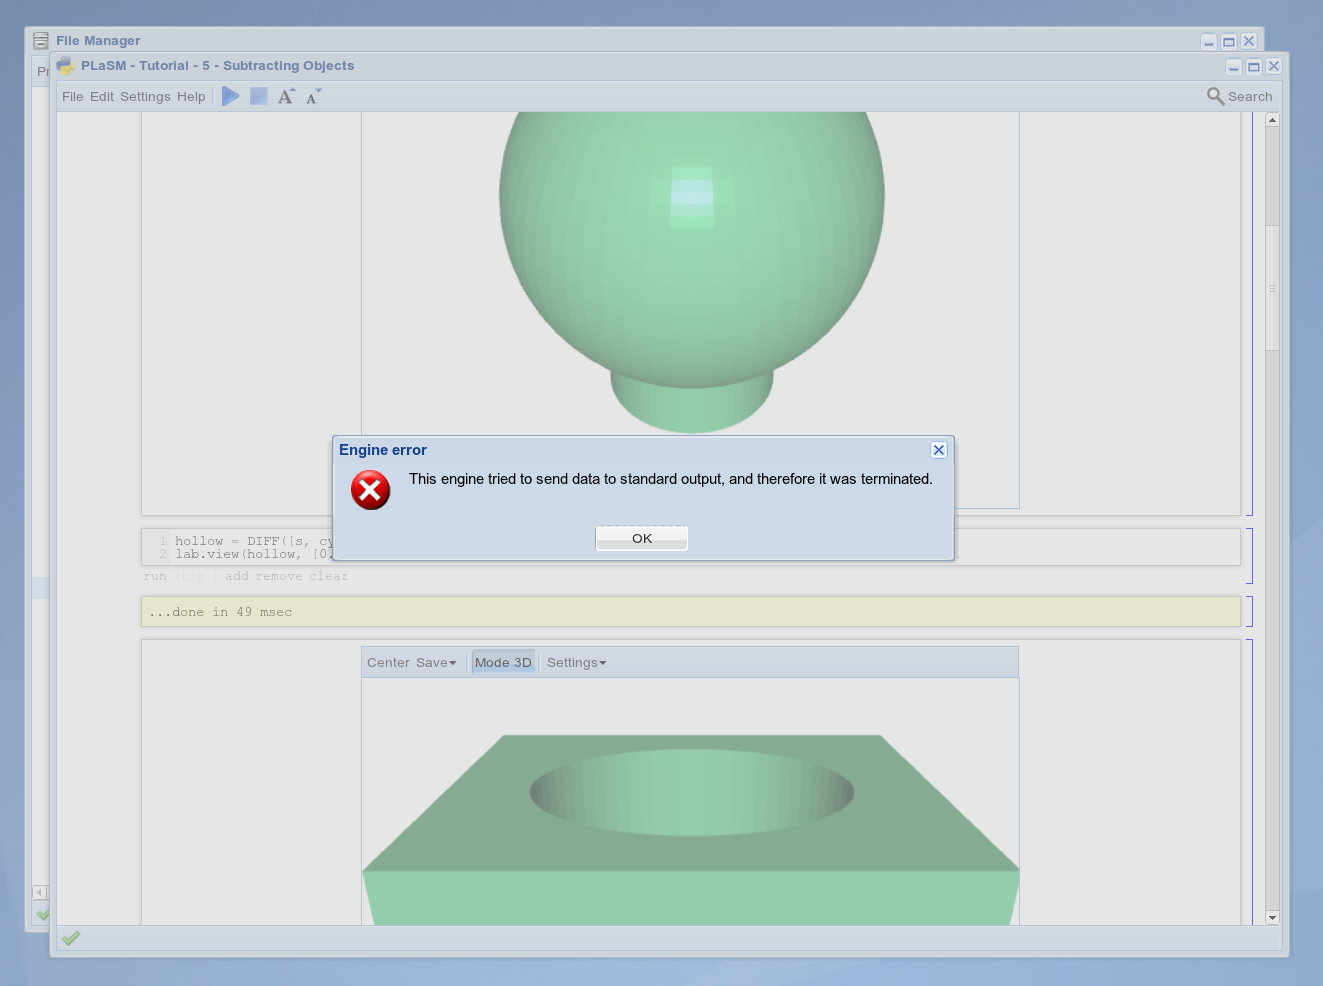 File Manager
PLaSM - Tutorial - 5 - Subtracting Objects
Pr
File Edit Settings Help
A A
Search
Engine error
This engine tried to send data to standard output, and therefore it was terminated.
OK
1 hollow = DIFF([s, cy
2 lab.view(hollow, [0.
run stop | add remove clear
...done in 49 msec
Center Save Mode 3D Settings